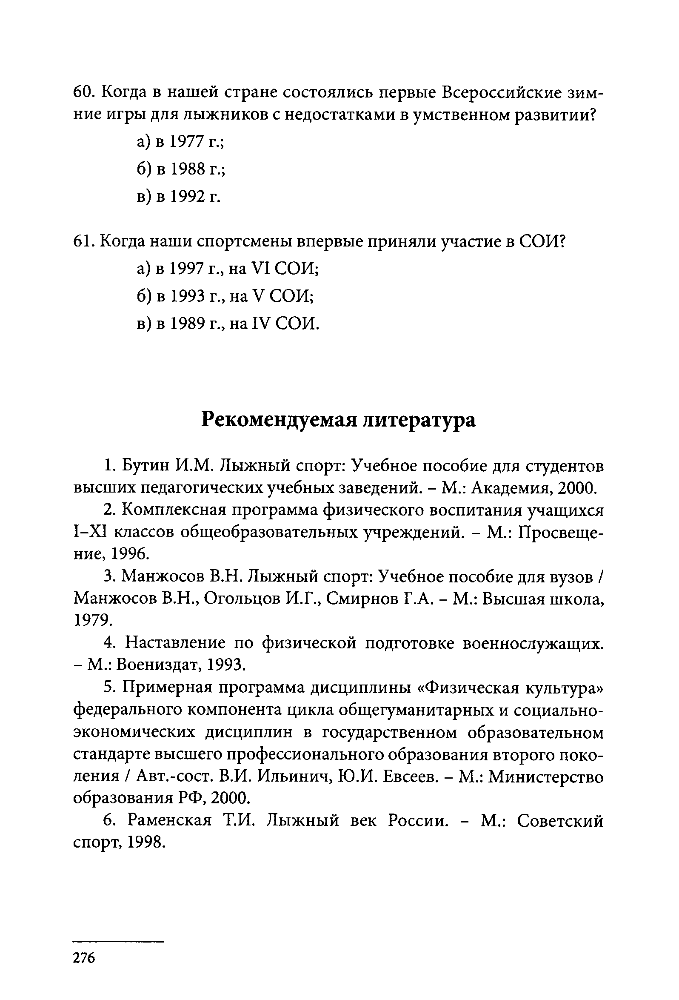 60. Когда в нашей стране состоялись первые Всероссийские зим-
ние игры для лыжников с недостатками в умственном развитии?
а) в 1977 г.;
б) в 1988 г.;
в) в 1992 г.
61. Когда наши спортсмены впервые приняли участие в СОИ?
а) в 1997 г., на VI СОИ;
б) в 1993 г., на V СОИ;
в) в 1989 г., на IV СОИ.
Рекомендуемая литература
1. Бутин И.М. Лыжный спорт: Учебное пособие для студентов
высших педагогических учебных заведений. – М.: Академия, 2000.
2. Комплексная программа физического воспитания учащихся
I–XI классов общеобразовательных учреждений. – М.: Просвеще-
ние, 1996.
3. Манжосов В.Н. Лыжный спорт: Учебное пособие для вузов /
Манжосов В.Н., Огольцов И.Г., Смирнов Г.А. – М.: Высшая школа,
1979.
4. Наставление по физической подготовке военнослужащих.
– М.: Воениздат, 1993.
5. Примерная программа дисциплины «Физическая культура»
федерального компонента цикла общегуманитарных и социально-
экономических дисциплин в государственном образовательном
стандарте высшего профессионального образования второго поко-
ления / Авт.-сост. В.И. Ильинич, Ю.И. Евсеев. – М.: Министерство
образования РФ, 2000.
6. Раменская Т.И. Лыжный век России. – М.: Советский
спорт, 1998.
276